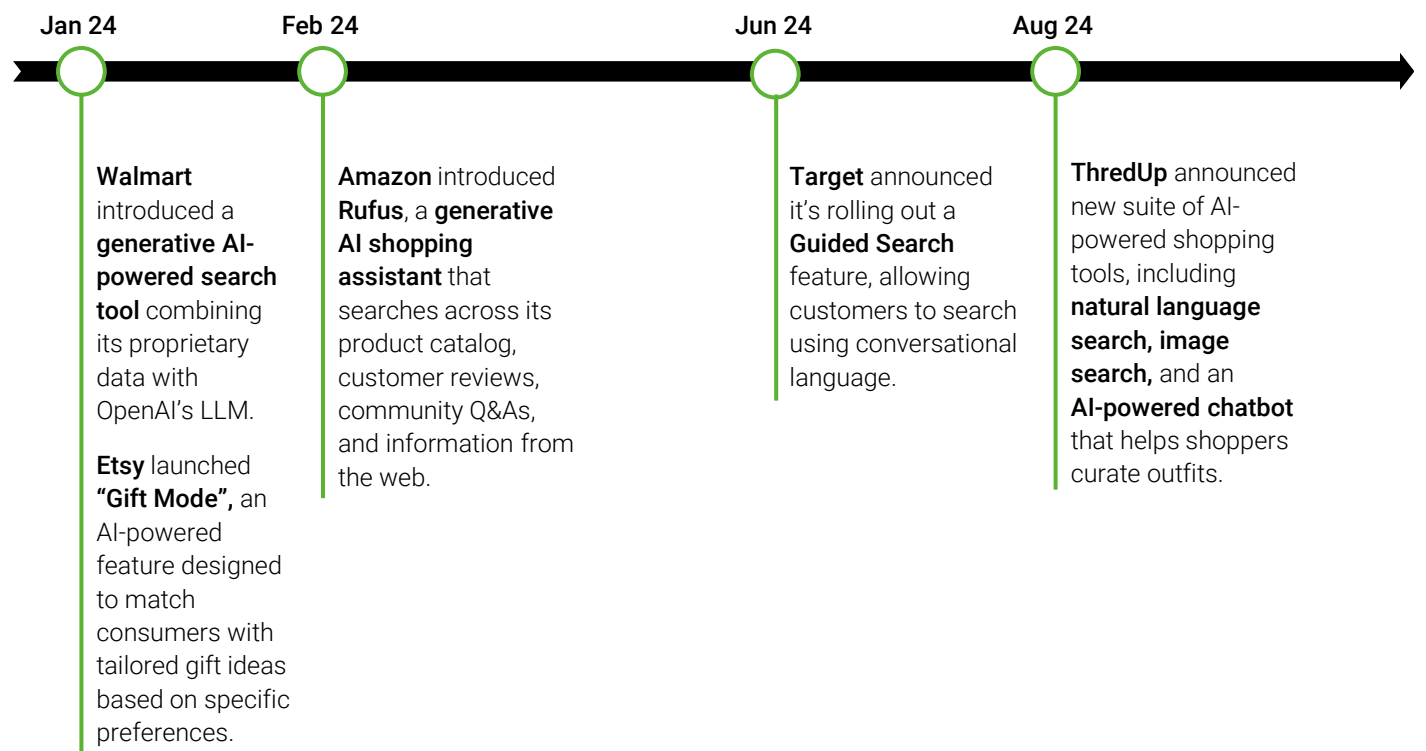 Jan 24
Feb 24
Jun 24
Aug 24
Walmart
introduced a
generative AI-
powered search
tool combining
its proprietary
data with
OpenAI's LLM.
Etsy launched
“Gift Mode”, an
AI-powered
feature designed
to match
consumers with
tailored gift ideas
based on specific
preferences.
Amazon introduced
Rufus, a generative
AI shopping
assistant that
searches across its
product catalog,
customer reviews,
community Q&As,
and information from
the web.
Target announced
it's rolling out a
Guided Search
feature, allowing
customers to search
using conversational
language.
ThredUp announced
new suite of AI-
powered shopping
tools, including
natural language
search, image
search, and an
AI-powered chatbot
that helps shoppers
curate outfits.